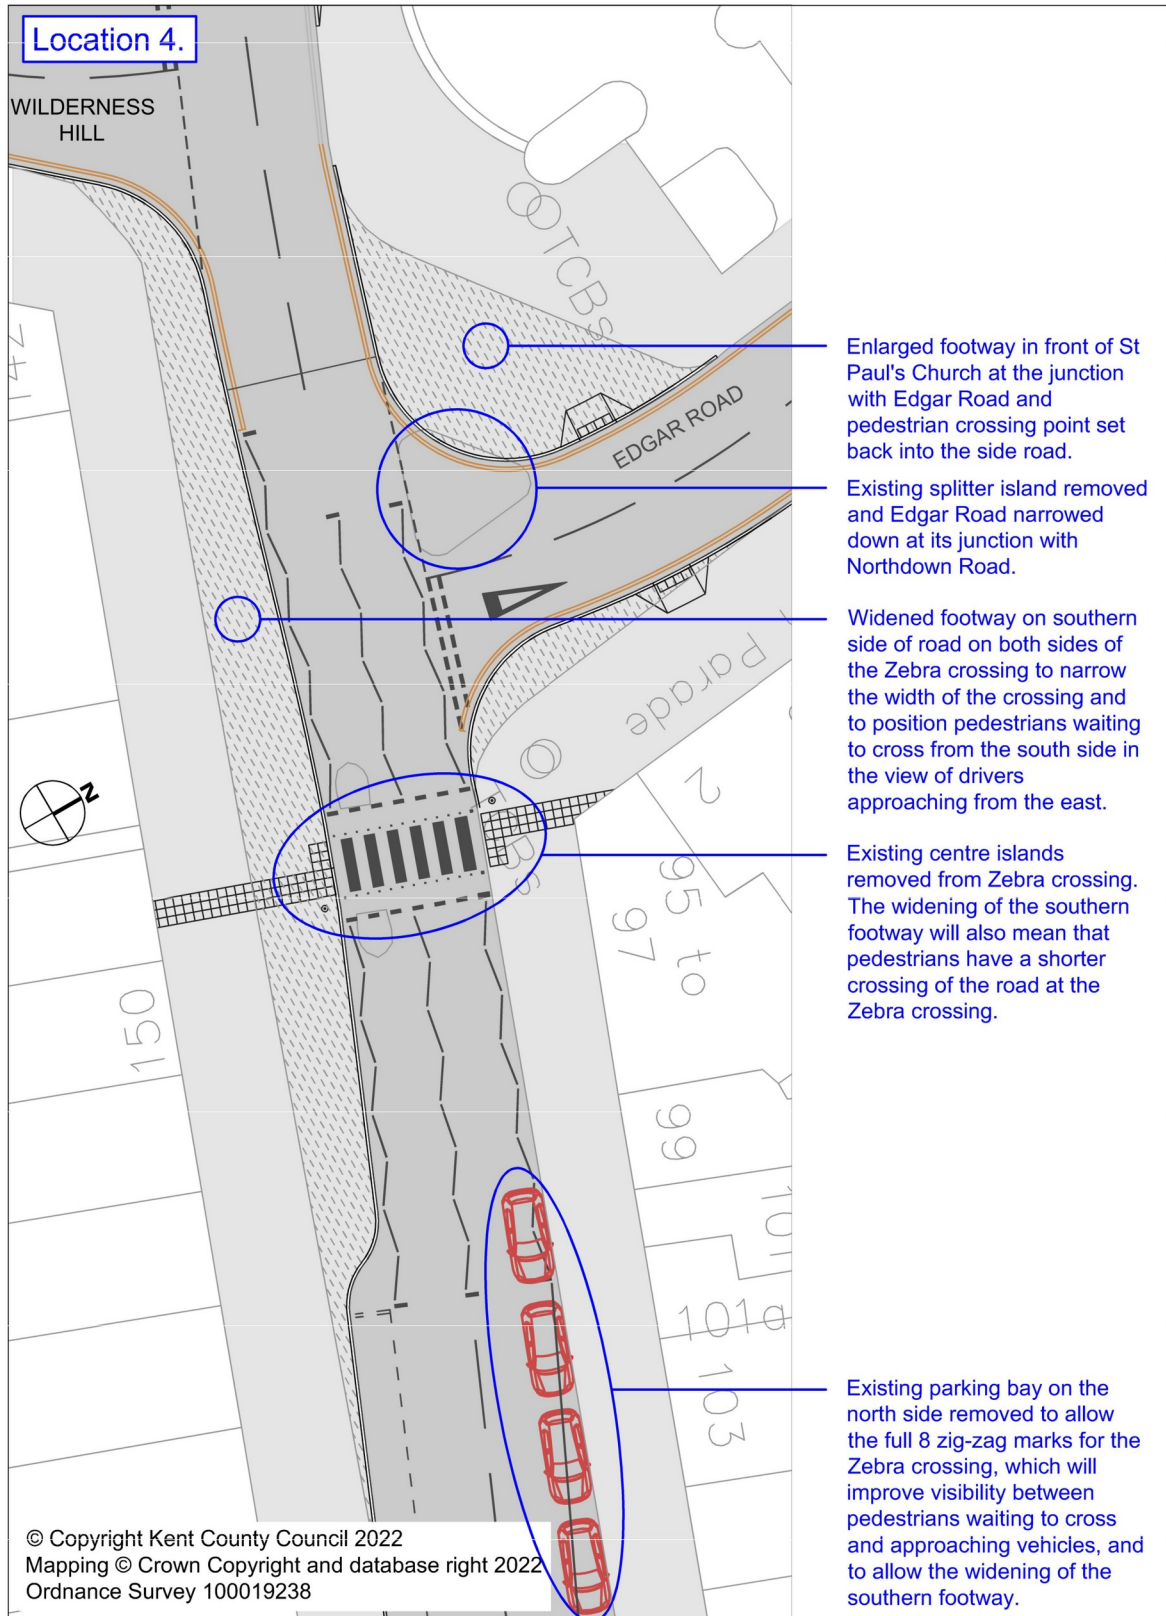 Location 4.
WILDERNESS
HILL
TCBs
EDGAR ROAD
Enlarged footway in front of St
Paul's Church at the junction
with Edgar Road and
pedestrian crossing point set
back into the side road.
Existing splitter island removed
and Edgar Road narrowed
down at its junction with
Northdown Road.
Widened footway on southern
side of road on both sides of
the Zebra crossing to narrow
the width of the crossing and
to position pedestrians waiting
to cross from the south side in
the view of drivers
approaching from the east.
Parade
2
N
95 to
97
Existing centre islands
removed from Zebra crossing.
The widening of the southern
footway will also mean that
pedestrians have a shorter
crossing of the road at the
Zebra crossing.
150
99
101
101a
103
Existing parking bay on the
north side removed to allow
the full 8 zig-zag marks for the
Zebra crossing, which will
improve visibility between
pedestrians waiting to cross
and approaching vehicles, and
to allow the widening of the
southern footway.
© Copyright Kent County Council 2022
Mapping © Crown Copyright and database right 2022
Ordnance Survey 100019238